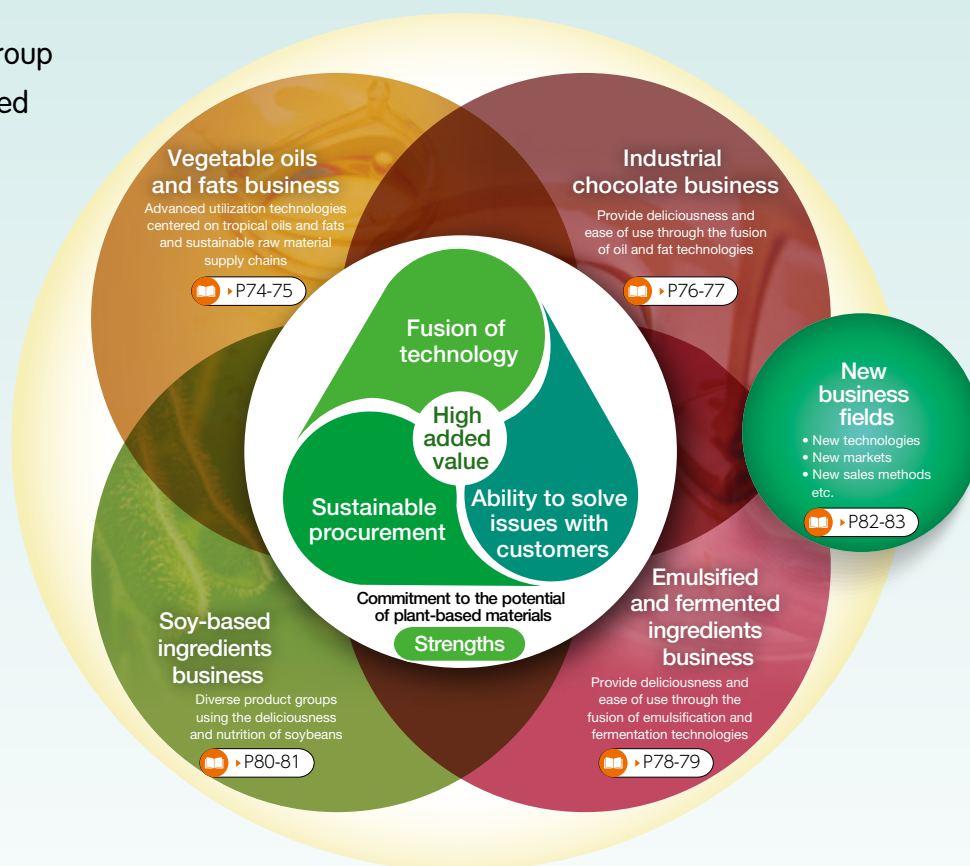 roup
ed
Vegetable oils
and fats business
Advanced utilization technologies
centered on tropical oils and fats
and sustainable raw material
supply chains
P74-75
Industrial
chocolate business
Provide deliciousness and
ease of use through the fusion
of oil and fat technologies
P76-77
Fusion of
technology
High
added
value
Sustainable
procurement
Ability to solve
issues with
customers
Commitment to the potential
of plant-based materials
Strengths
New
business
fields
• New technologies
• New markets
• New sales methods
etc.
P82-83
Soy-based
ingredients
business
Diverse product groups
using the deliciousness
and nutrition of soybeans
P80-81
Emulsified
and fermented
ingredients
business
Provide deliciousness and
ease of use through the
fusion of emulsification and
fermentation technologies
P78-79